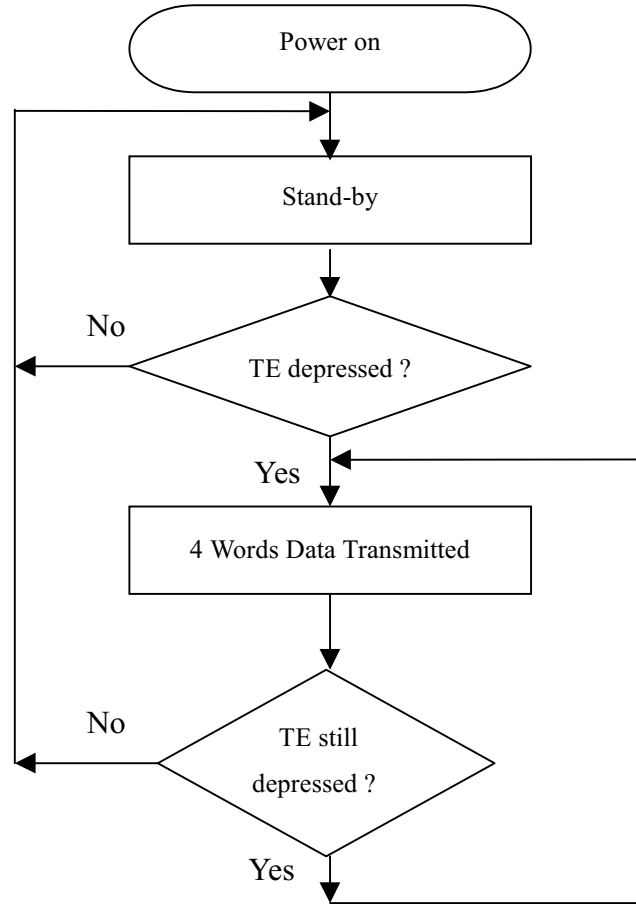 Power on
Stand-by
No
TE depressed ?
Yes
4 Words Data Transmitted
No
TE still
depressed ?
Yes